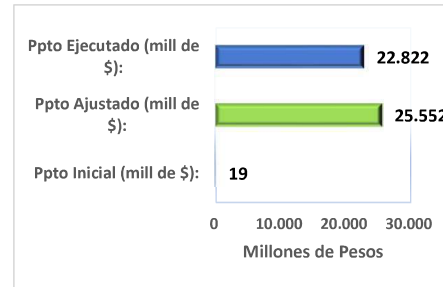 Ppto Ejecutado (mill de
$):
22.822
Ppto Ajustado (mill de
$):
25.552
Ppto Inicial (mill de $):
19
0 10.000 20.000 30.000
Millones de Pesos